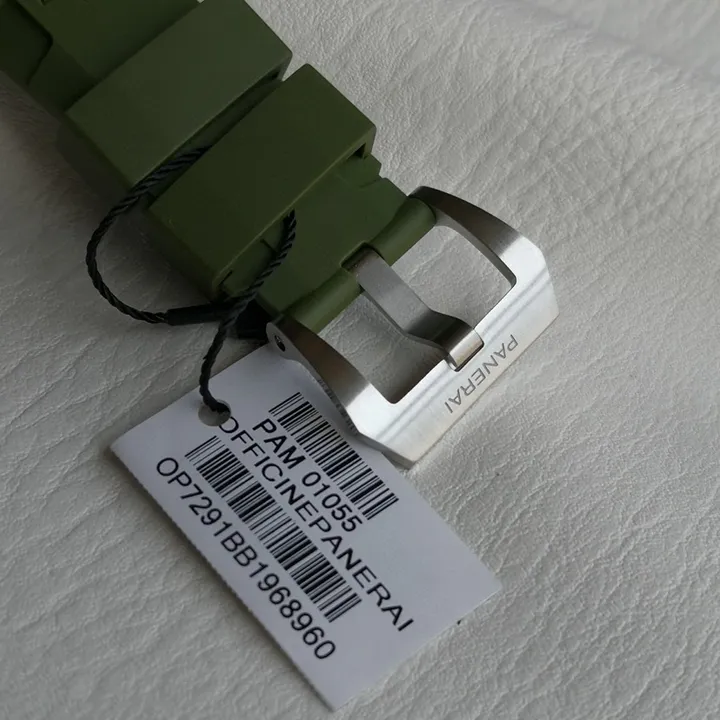 PANERAI
PAM 01055
OFFICINEPANERAI
OP7291BB1968960